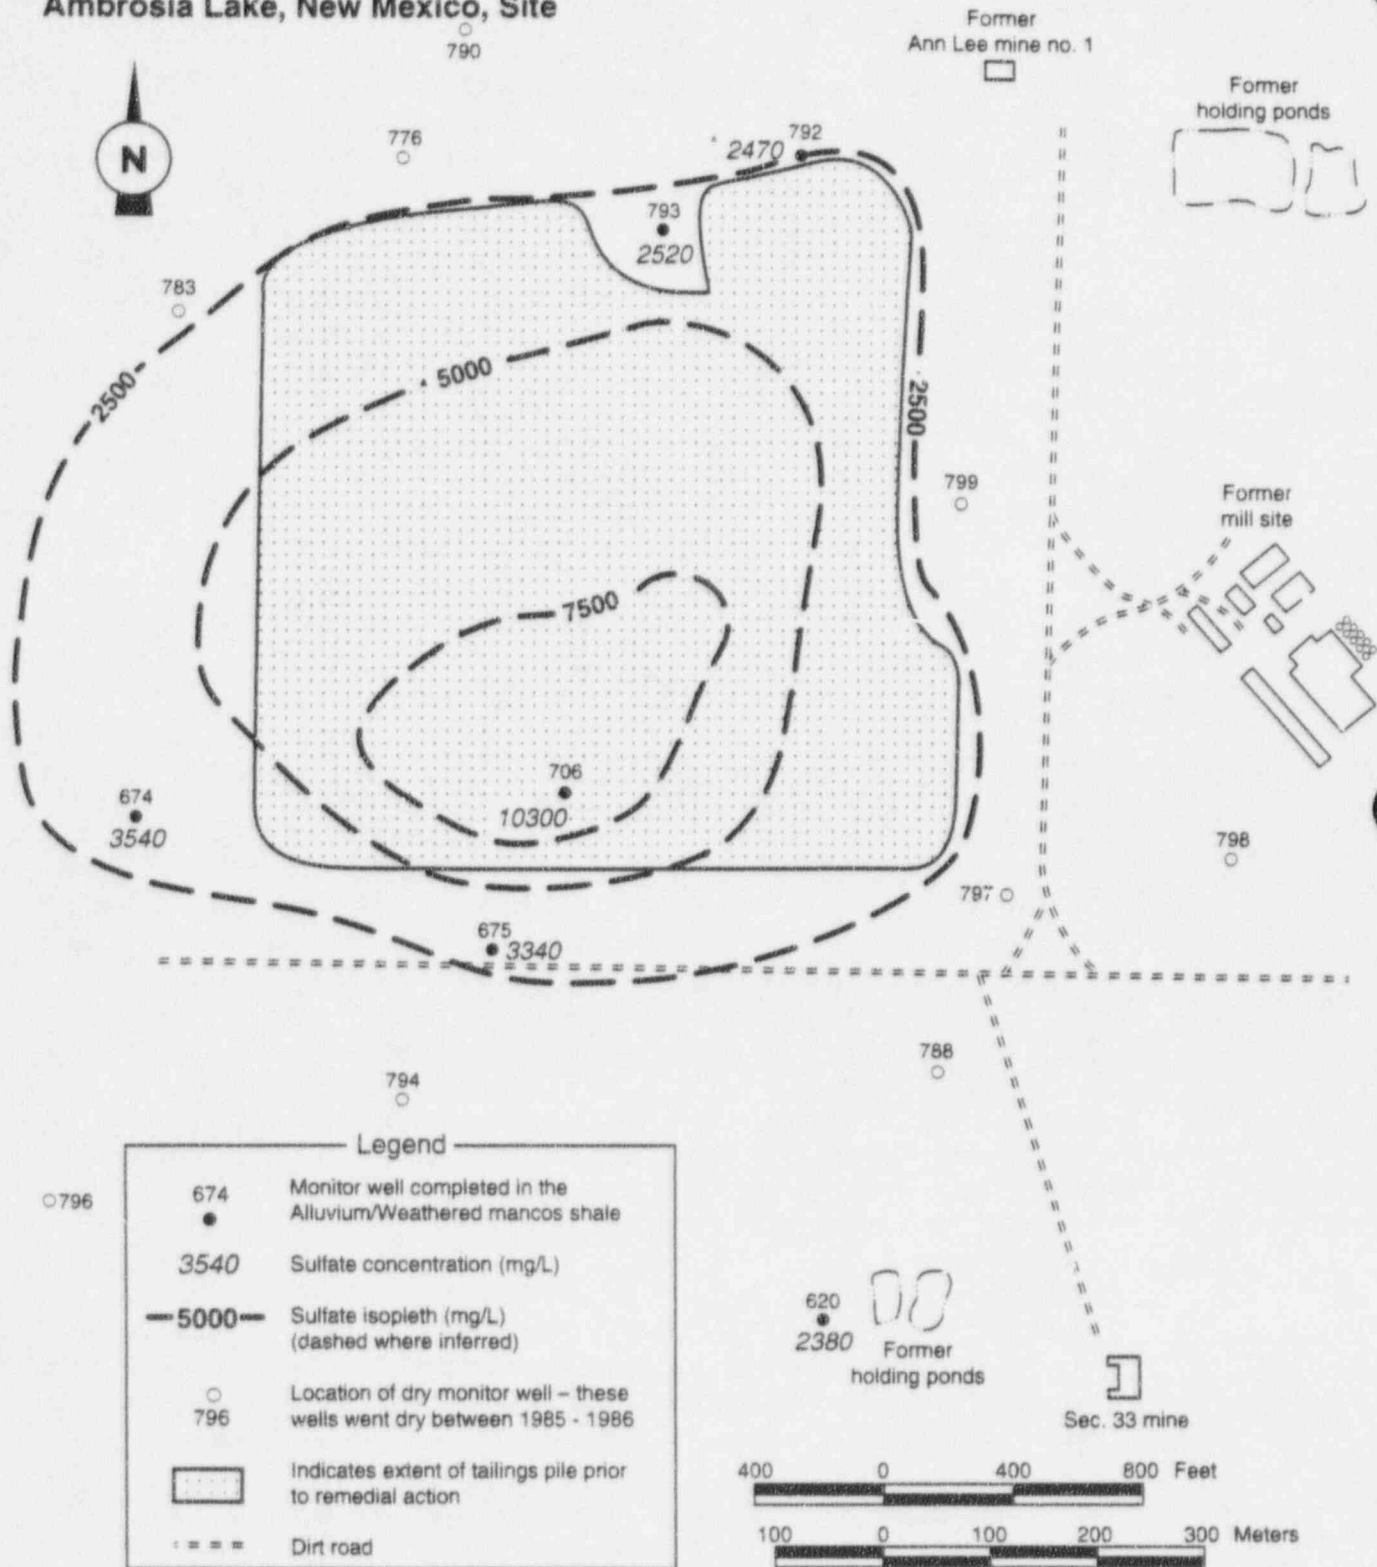 Ambrosia Lake, New Mexico, Site
790
Former
Ann Lee mine no. 1
Former
holding ponds
N
776
792
2470
793
2520
783
5000
2500
2500
799
Former
mill site
7500
706
10300
674
3540
798
797
675
3340
788
794
796
Legend
674
Monitor well completed in the
Alluvium/Weathered mancos shale
3540
Sulfate concentration (mg/L)
5000
Sulfate isopleth (mg/L)
(dashed where inferred)
796
Location of dry monitor well – these
wells went dry between 1985 - 1986
Indicates extent of tailings pile prior
to remedial action
Dirt road
620
2380
Former
holding ponds
Sec. 33 mine
400 0 400 800 Feet
100 0 100 200 300 Meters